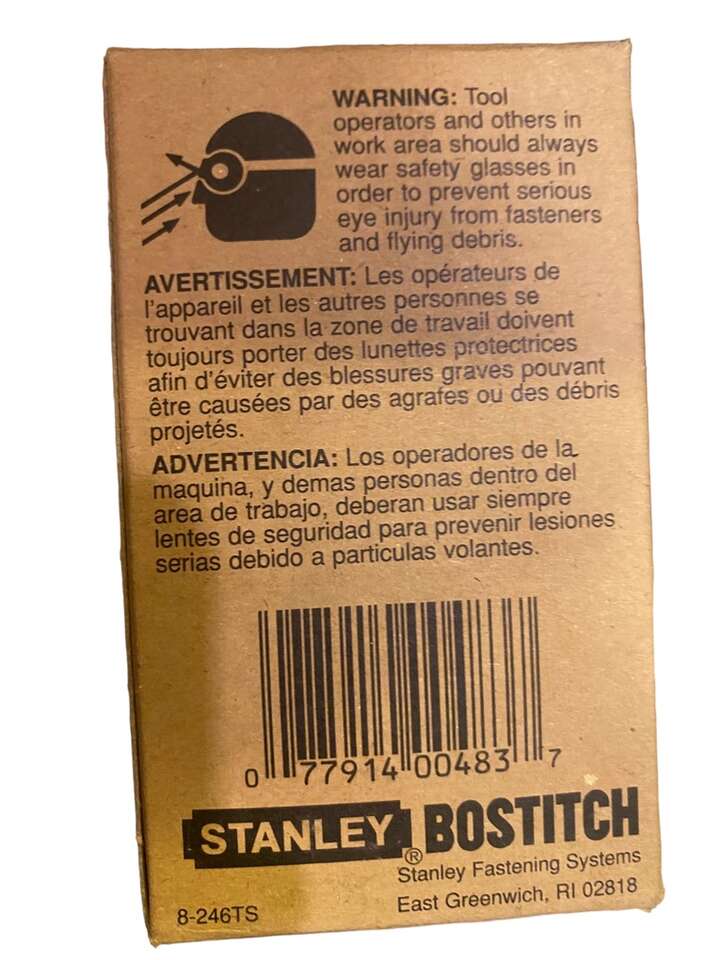 WARNING: Tool
operators and others in
work area should always
wear safety glasses in
order to prevent serious
eye injury from fasteners
and flying debris.
AVERTISSEMENT: Les opérateurs de
l'appareil et les autres personnes se
trouvant dans la zone de travail doivent
toujours porter des lunettes protectrices
afin d'éviter des blessures graves pouvant
être causées par des agrafes ou des débris
projetés.
ADVERTENCIA: Los operadores de la
maquina, y demas personas dentro del
area de trabajo, deberan usar siempre
lentes de seguridad para prevenir lesiones
serias debido a particulas volantes.
0 77914 00483 7
STANLEY® BOSTITCH
Stanley Fastening Systems
East Greenwich, RI 02818
8-246TS